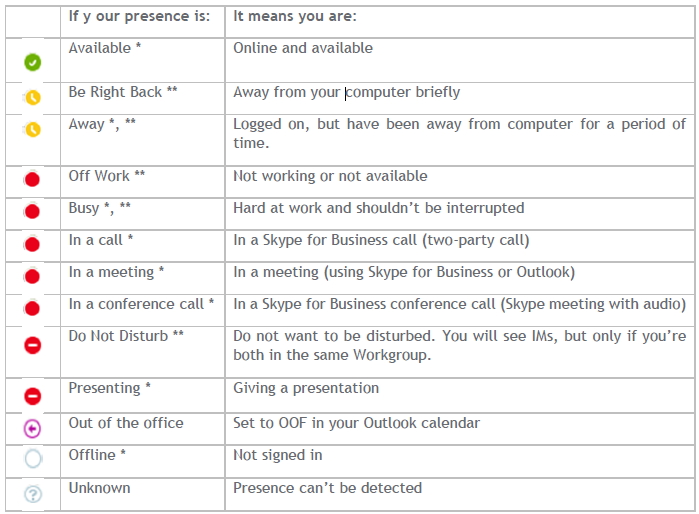 If y our presence is: It means you are:
Available * Online and available
Be Right Back ** Away from your computer briefly
Away *, ** Logged on, but have been away from computer for a period of
time.
Off Work ** Not working or not available
Busy *, ** Hard at work and shouldn’t be interrupted
In a call * In a Skype for Business call (two-party call)
In a meeting * In a meeting (using Skype for Business or Outlook)
In a conference call * In a Skype for Business conference call (Skype meeting with audio)
Do Not Disturb ** Do not want to be disturbed. You will see IMs, but only if you’re
both in the same Workgroup.
Presenting * Giving a presentation
Out of the office Set to OOF in your Outlook calendar
Offline * Not signed in
? Unknown Presence can’t be detected